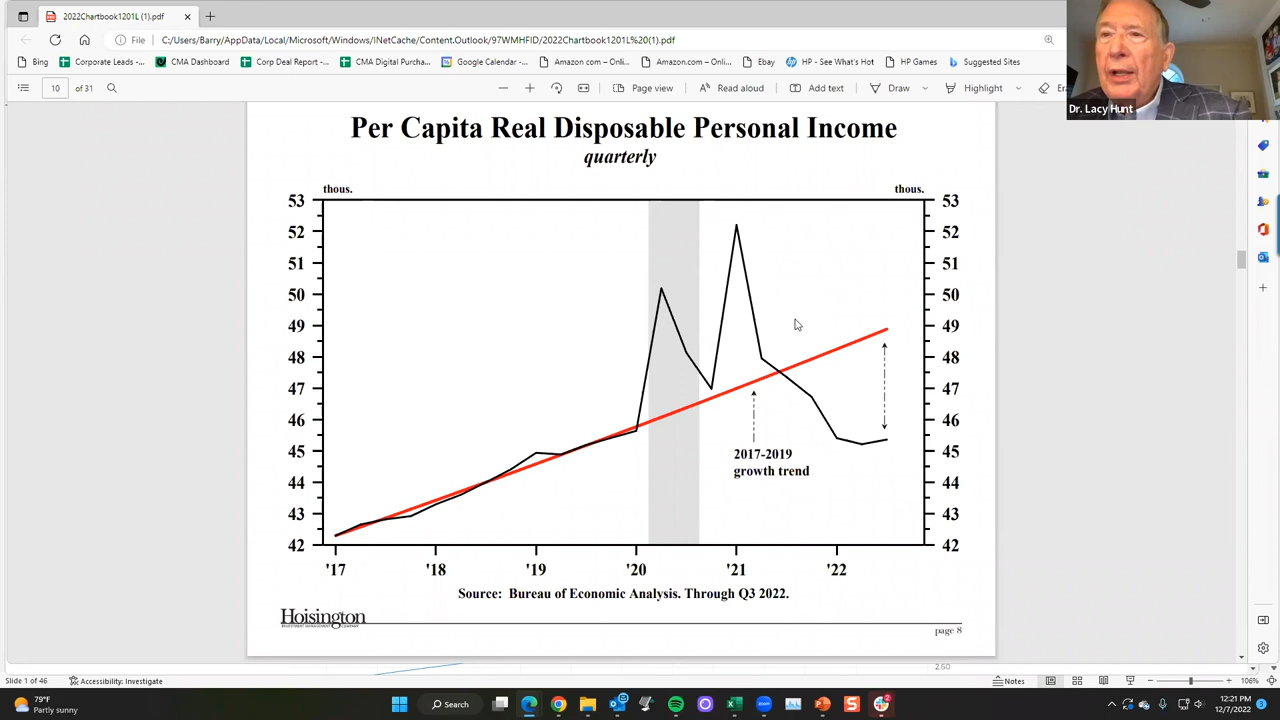 2022Chartbook1201L (1).pdf
File
C:/Users/Barry/AppData/Local/Microsoft/Windows/INetCache/Content.Outlook/97WMHFID/2022Chartbook1201L%20(1).pdf
Bing
Corporate Leads -...
CMA Dashboard
Corp Deal Report -...
CMA Digital Purcha...
Google Calendar -...
Amazon.com – Onli...
Amazon.com – Onli...
Ebay
HP - See What's Hot
HP Games
Suggested Sites
10 of 31
Page view
Read aloud
Add text
Draw
Highlight
Dr. Lacy Hunt
Per Capita Real Disposable Personal Income
quarterly
thous. thous.
53 53
52 52
51 51
50 50
49 49
48 48
47 47
46 46
45 45
44 44
43 43
42 42
2017-2019
growth trend
'17 '18 '19 '20 '21 '22
Source: Bureau of Economic Analysis. Through Q3 2022.
Hoisington
page 8
2.60
Slide 1 of 46
Accessibility: Investigate
Notes
106%
79°F
Partly sunny
Search
12:21 PM
12/7/2022